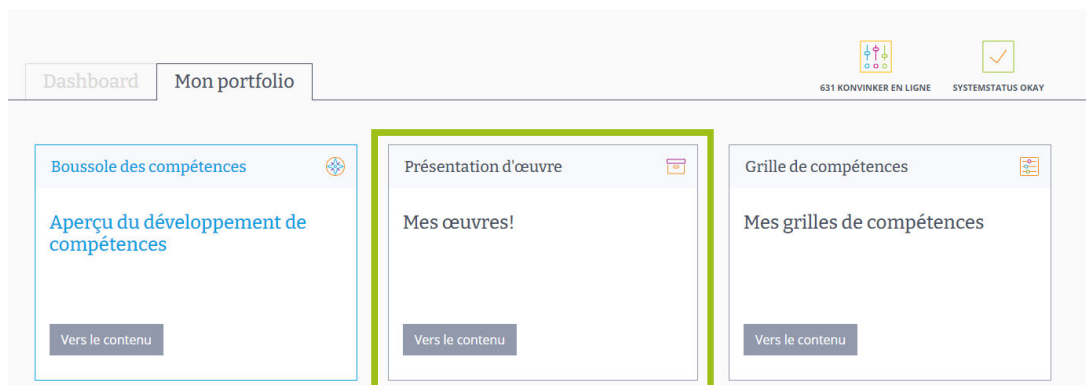 Dashboard
Mon portfolio
631 KONVINKER EN LIGNE
SYSTEMSTATUS OKAY
Boussole des compétences
Aperçu du développement de
compétences
Vers le contenu
Présentation d'œuvre
Mes œuvres!
Vers le contenu
Grille de compétences
Mes grilles de compétences
Vers le contenu